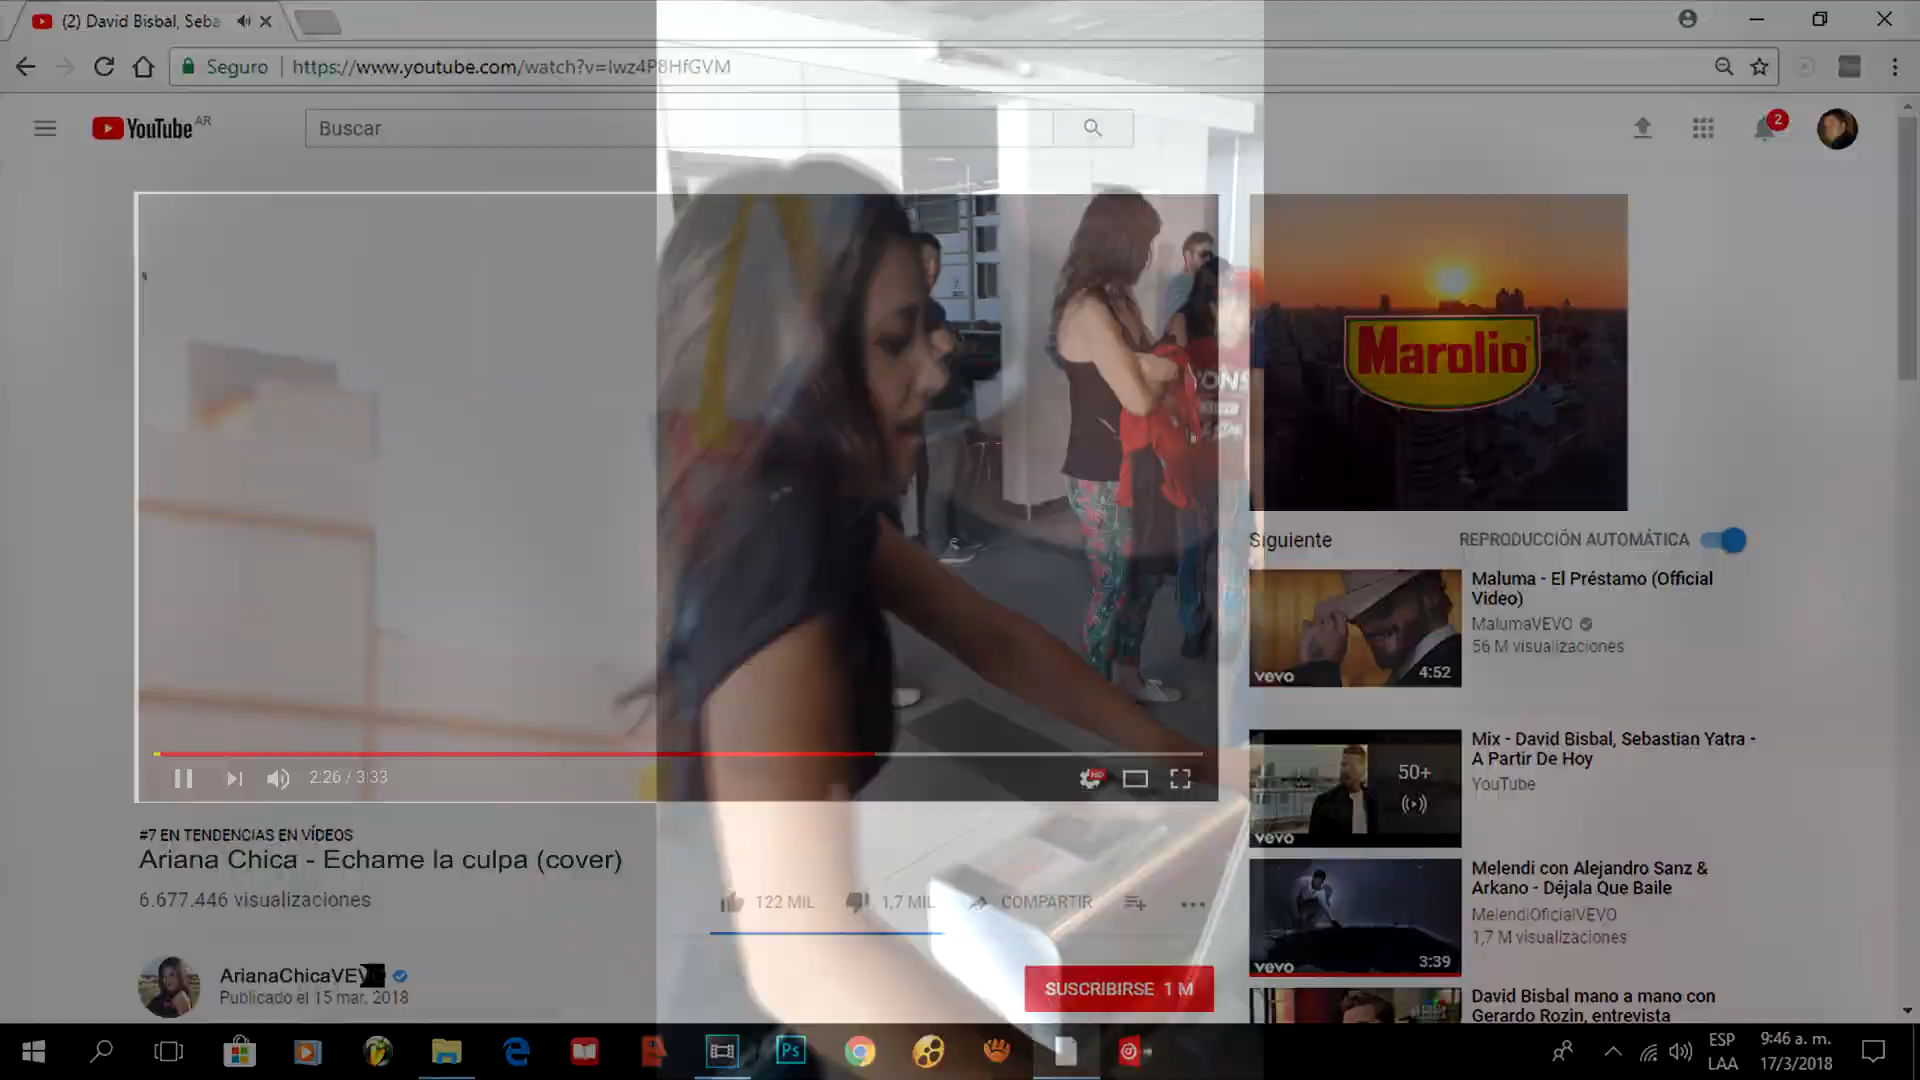 (2) David Bisbal, Seba
Seguro
https://www.youtube.com/watch?v=Iwz4P8HfGVM
YouTube AR
Buscar
2
Marolio
Siguiente
REPRODUCCIÓN AUTOMÁTICA
Maluma - El Préstamo (Official
Video)
MalumaVEVO
56 M visualizaciones
vevo
4:52
Mix - David Bisbal, Sebastian Yatra -
A Partir De Hoy
YouTube
50+
vevo
Melendi con Alejandro Sanz &
Arkano - Déjala Que Baile
MelendiOficialVEVO
1,7 M visualizaciones
vevo
3:39
David Bisbal mano a mano con
Gerardo Rozin, entrevista
2:26 / 3:33
HD
#7 EN TENDENCIAS EN VÍDEOS
Ariana Chica - Echame la culpa (cover)
6.677.446 visualizaciones
122 MIL
1,7 MIL
COMPARTIR
ArianaChicaVEV
Publicado el 15 mar. 2018
SUSCRIBIRSE 1 M
Ps
ESP
LAA
9:46 a. m.
17/3/2018